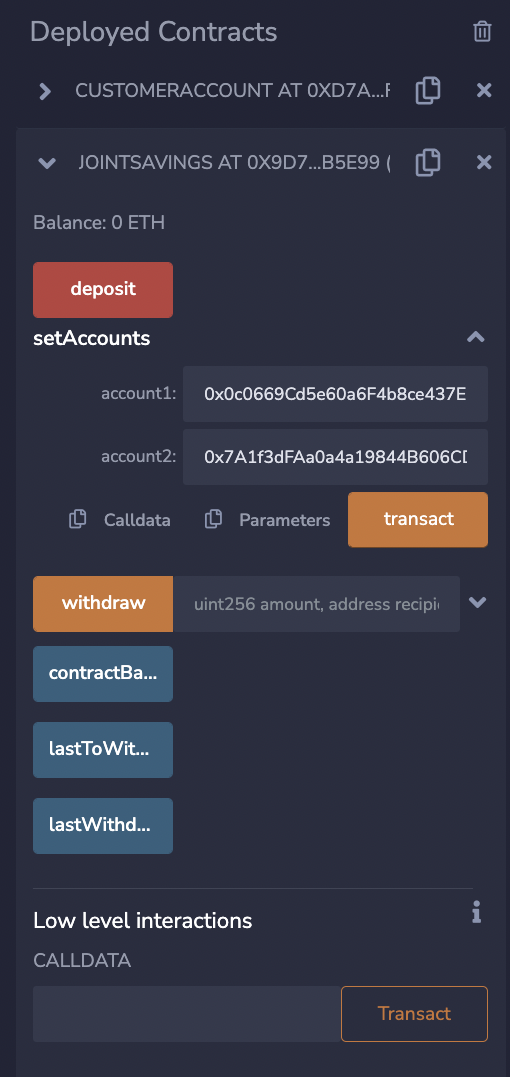 Deployed Contracts
CUSTOMERACCOUNT AT 0XD7A...F
JOINTSAVINGS AT 0X9D7...B5E99 (
Balance: 0 ETH
deposit
setAccounts
account1: 0x0c0669Cd5e60a6F4b8ce437E
account2: 0x7A1f3dFAa0a4a19844B606CD
Calldata Parameters transact
withdraw uint256 amount, address recipie
contractBa...
lastToWit...
lastWithd...
Low level interactions
CALLDATA
Transact